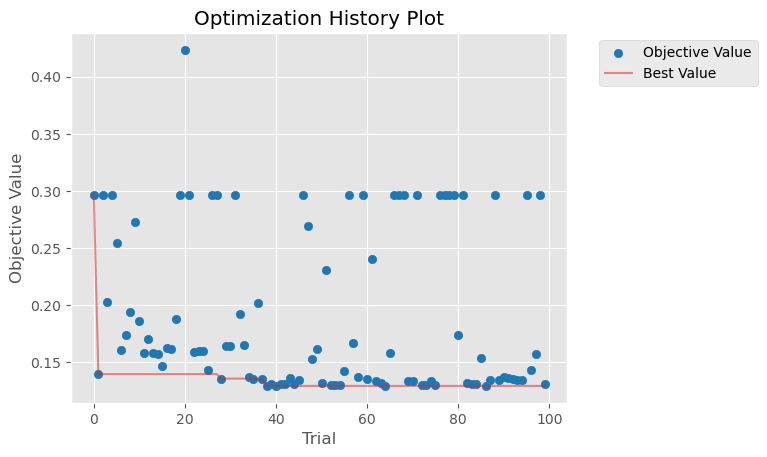 Optimization History Plot
Objective Value
Best Value
Objective Value
0.40
0.35
0.30
0.25
0.20
0.15
0
20
40
60
80
100
Trial